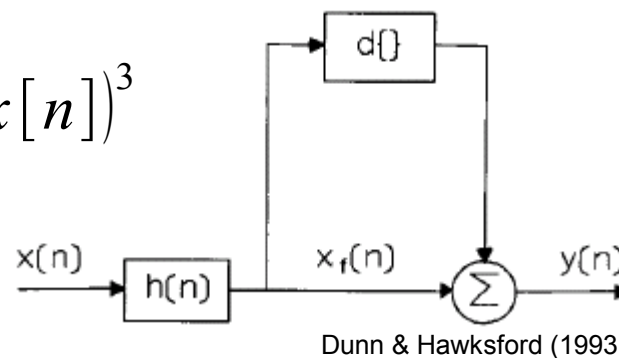 d{}
x[n])³
x(n)
h(n)
x_f(n)
Σ
y(n)
Dunn & Hawksford (1993